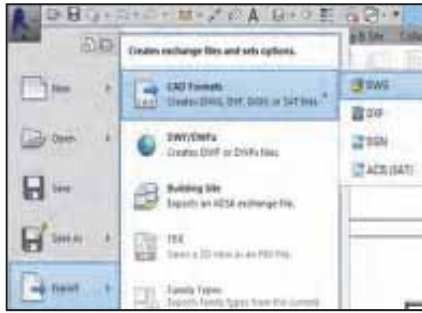 Creates exchange files and sets options.
New
CAD Formats
Creates DWG, DXF, DGN, or SAT files.
DWG
DXF
DGN
ACIS (SAT)
Open
DWF/DWFx
Creates DWF or DWFx files.
Save
Building Site
Exports an ADSK exchange file.
Save As
FBX
Saves a 3D view as an FBX file.
Export
Family Types
Exports family types from the current